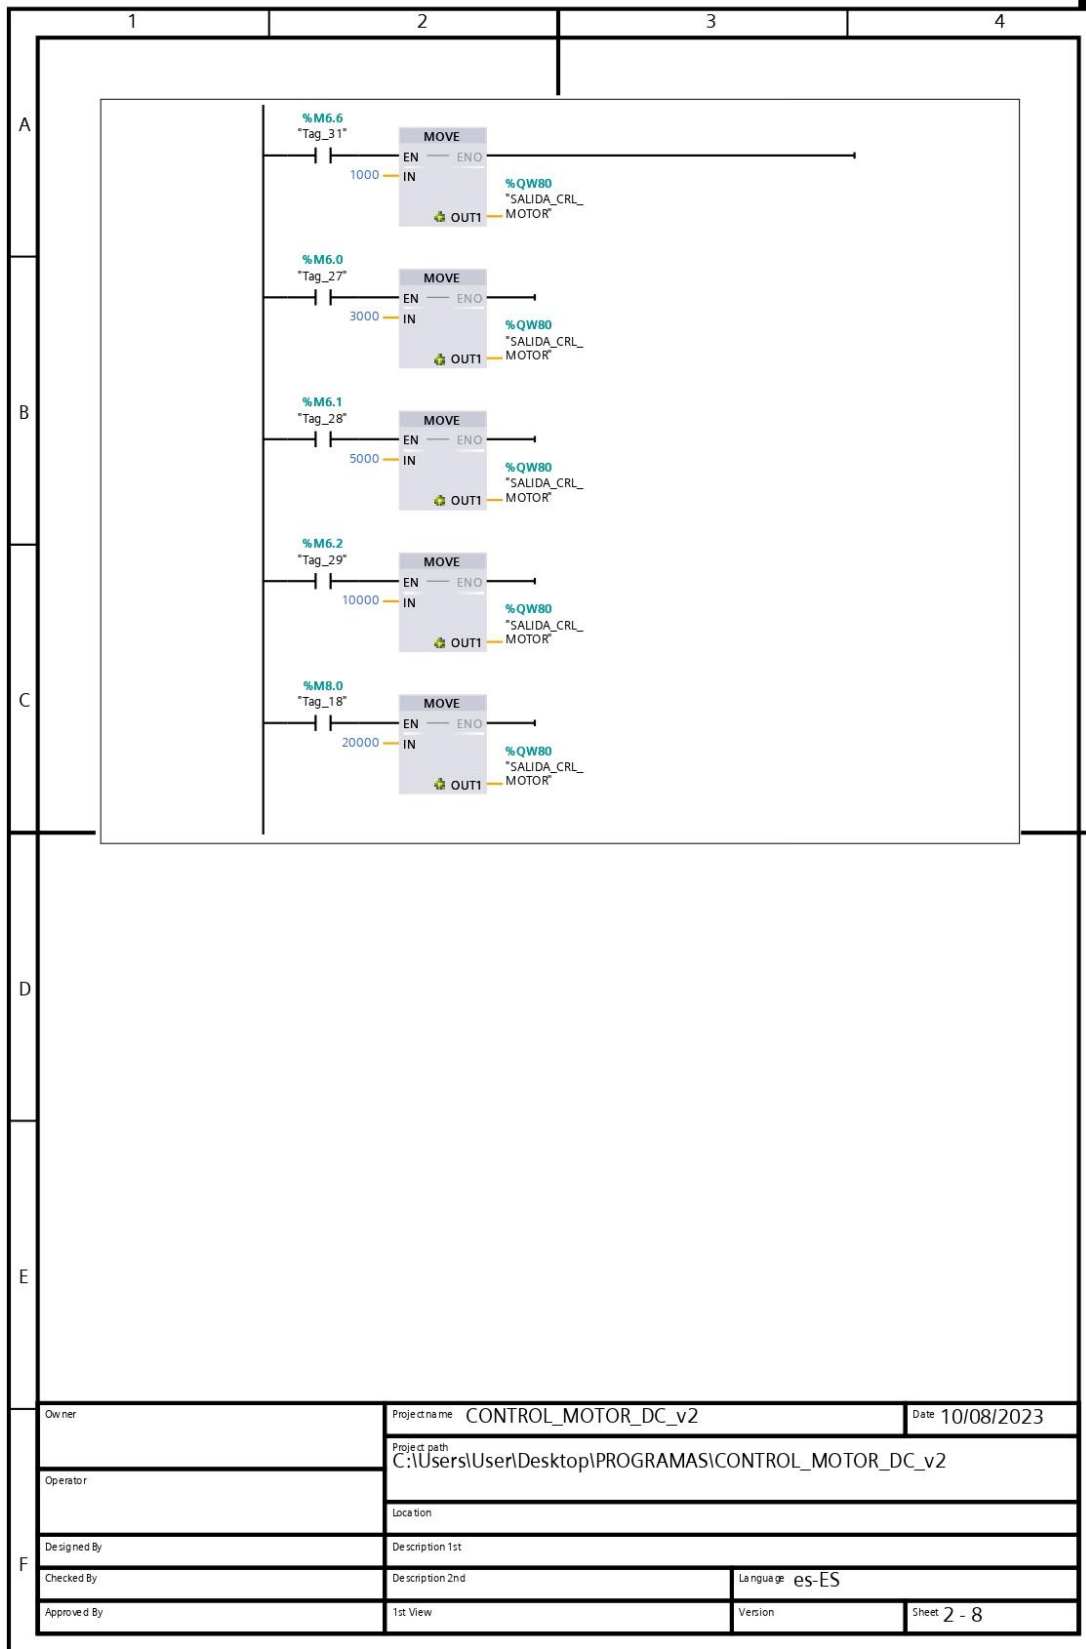 1 2 3 4
A
%M6.6
"Tag_31"
MOVE
EN ENO
1000 IN
%QW80
"SALIDA_CRL_
MOTOR"
OUT1
%M6.0
"Tag_27"
MOVE
EN ENO
3000 IN
%QW80
"SALIDA_CRL_
MOTOR"
OUT1
B
%M6.1
"Tag_28"
MOVE
EN ENO
5000 IN
%QW80
"SALIDA_CRL_
MOTOR"
OUT1
%M6.2
"Tag_29"
MOVE
EN ENO
10000 IN
%QW80
"SALIDA_CRL_
MOTOR"
OUT1
C
%M8.0
"Tag_18"
MOVE
EN ENO
20000 IN
%QW80
"SALIDA_CRL_
MOTOR"
OUT1
D
E
F
Owner
Projectname CONTROL_MOTOR_DC_v2
Date 10/08/2023
Project path
C:\Users\User\Desktop\PROGRAMAS\CONTROL_MOTOR_DC_v2
Operator
Location
Designed By
Description 1st
Checked By
Description 2nd
Language es-ES
Approved By
1st View
Version
Sheet 2 - 8